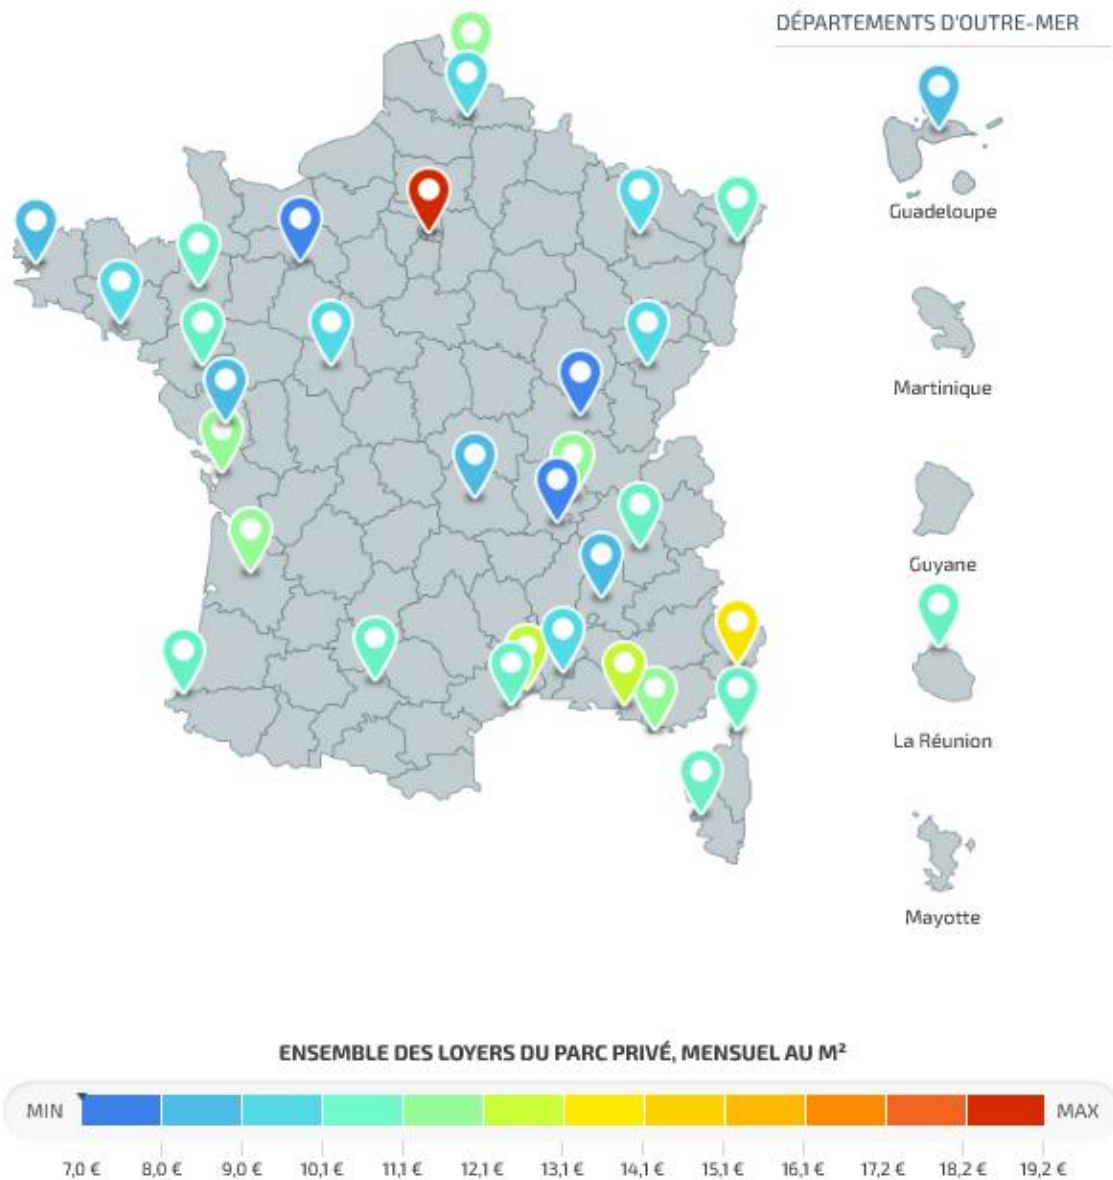 DÉPARTEMENTS D'OUTRE-MER
Guadeloupe
Martinique
Guyane
La Réunion
Mayotte
ENSEMBLE DES LOYERS DU PARC PRIVÉ, MENSUEL AU M²
MIN MAX
7,0 € 8,0 € 9,0 € 10,1 € 11,1 € 12,1 € 13,1 € 14,1 € 15,1 € 16,1 € 17,2 € 18,2 € 19,2 €